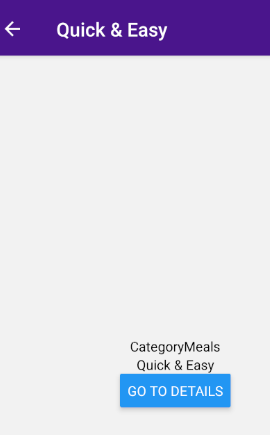 Quick & Easy
CategoryMeals
Quick & Easy
GO TO DETAILS